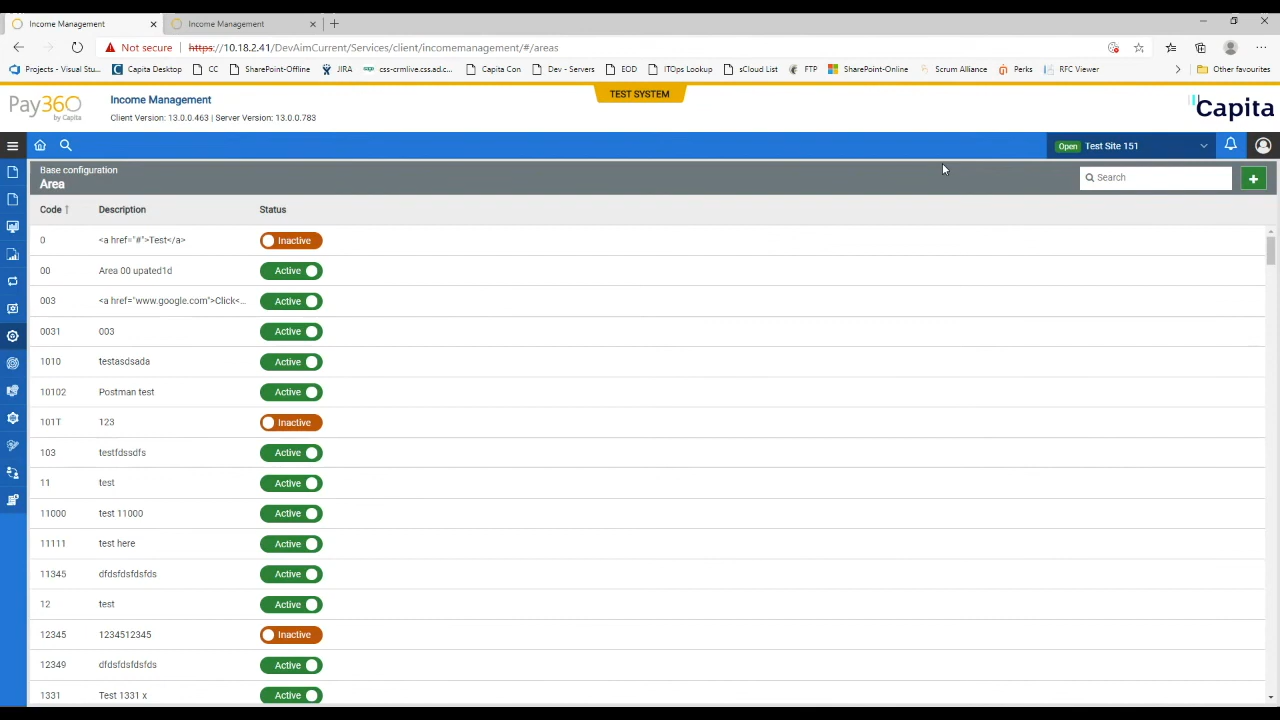 Income Management
Income Management
Not secure
https://10.18.2.41/DevAimCurrent/Services/client/incomemanagement/#/areas
Projects - Visual Stu...
Capita Desktop
CC
SharePoint-Offline
JIRA
css-crmlive.css.ad.c...
Capita Con
Dev - Servers
EOD
ITOps Lookup
sCloud List
FTP
SharePoint-Online
Scrum Alliance
Perks
RFC Viewer
Other favourites
Pay360
by Capita
Income Management
Client Version: 13.0.0.463 | Server Version: 13.0.0.783
TEST SYSTEM
Capita
Open Test Site 151
Base configuration
Area
Search
Code Description Status
0 <a href="#">Test</a> Inactive
00 Area 00 upated1d Active
003 <a href="www.google.com">Click<... Active
0031 003 Active
1010 testasdsada Active
10102 Postman test Active
101T 123 Inactive
103 testfdssdfs Active
11 test Active
11000 test 11000 Active
11111 test here Active
11345 dfdsfdsfdsfds Active
12 test Active
12345 1234512345 Inactive
12349 dfdsfdsfdsfds Active
1331 Test 1331 x Active